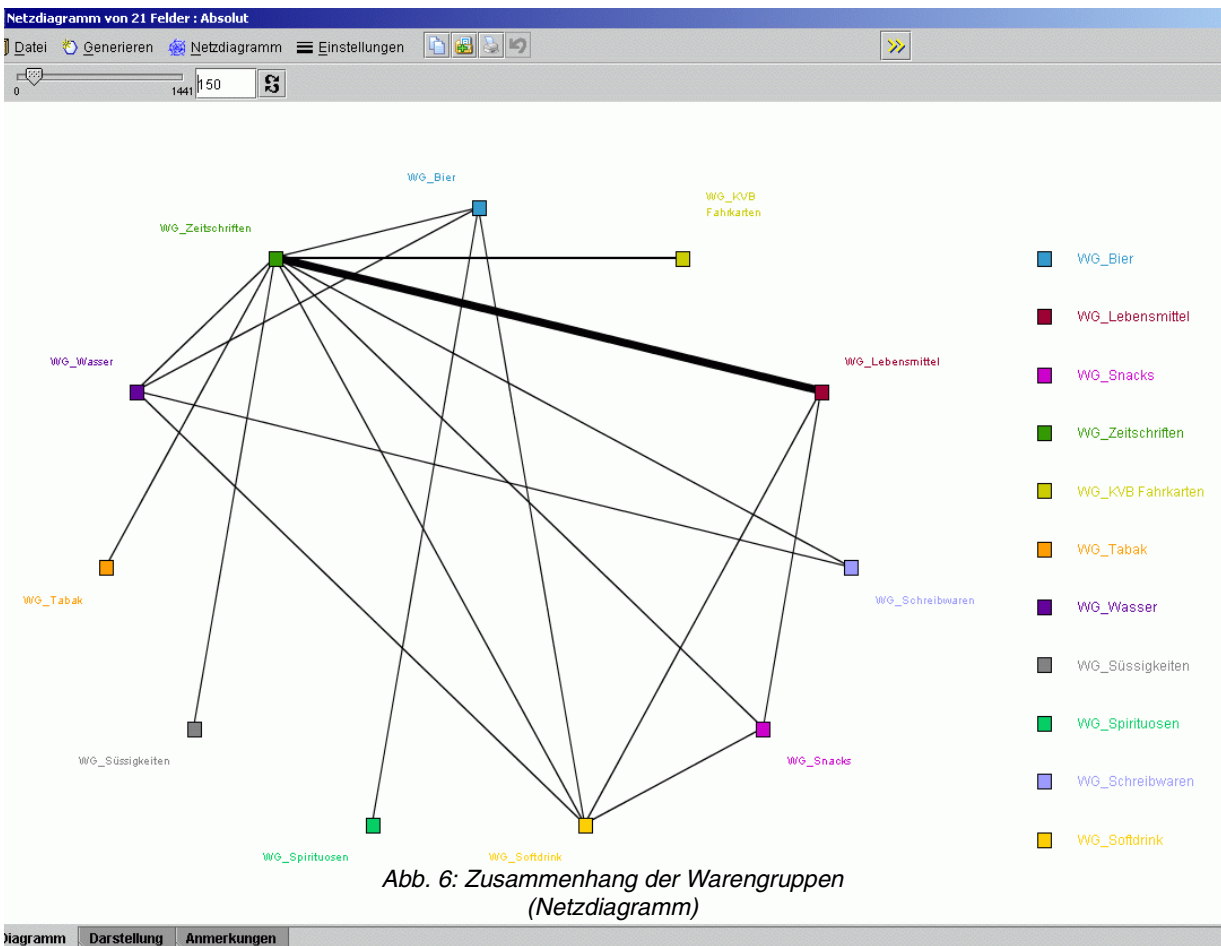 Netzdiagramm von 21 Felder : Absolut
Datei Generieren Netzdiagramm Einstellungen
0 1441 150
WG_Bier
WG_KVB
Fahrkarten
WG_Zeitschriften
WG_Wasser
WG_Lebensmittel
WG_Tabak
WG_Schreibwaren
WG_Süssigkeiten
WG_Snacks
WG_Spirituosen
WG_Softdrink
WG_Bier
WG_Lebensmittel
WG_Snacks
WG_Zeitschriften
WG_KVB Fahrkarten
WG_Tabak
WG_Wasser
WG_Süssigkeiten
WG_Spirituosen
WG_Schreibwaren
WG_Softdrink
Abb. 6: Zusammenhang der Warengruppen
(Netzdiagramm)
Diagramm Darstellung Anmerkungen